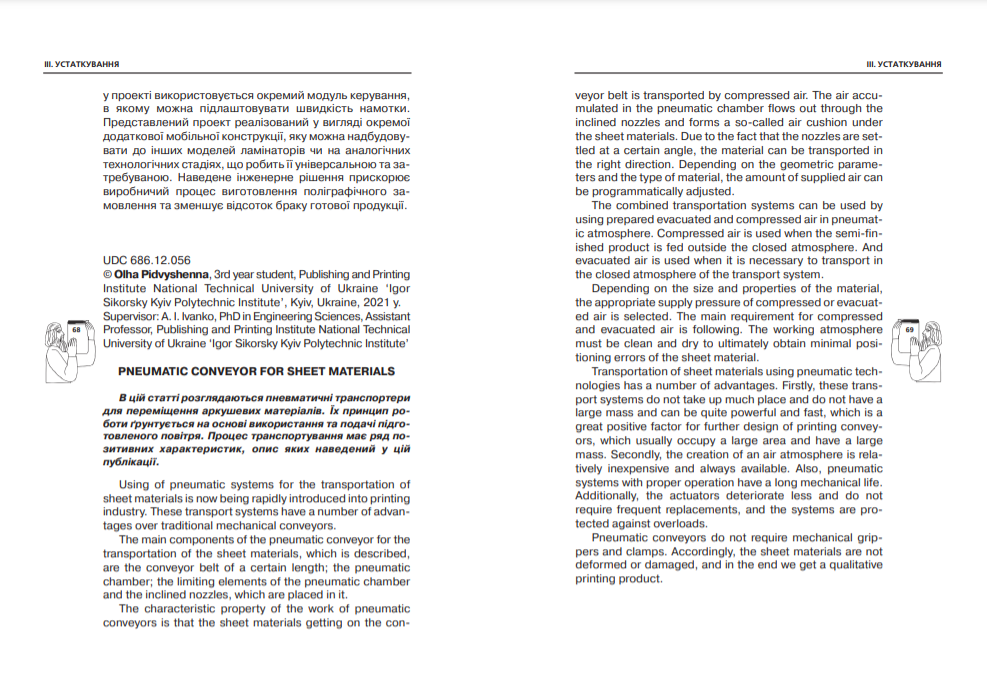 III. УСТАТКУВАННЯ
у проекті використовується окремий модуль керування,
в якому можна підлаштовувати швидкість намотки.
Представлений проект реалізований у вигляді окремої
додаткової мобільної конструкції, яку можна надбудову-
вати до інших моделей ламінаторів чи на аналогічних
технологічних стадіях, що робить її універсальною та за-
требуваною. Наведене інженерне рішення прискорює
виробничий процес виготовлення поліграфічного за-
мовлення та зменшує відсоток браку готової продукції.
UDC 686.12.056
© Olha Pidvyshenna, 3rd year student, Publishing and Printing
Institute National Technical University of Ukraine 'Igor
Sikorsky Kyiv Polytechnic Institute', Kyiv, Ukraine, 2021 y.
Supervisor: A. I. Ivanko, PhD in Engineering Sciences, Assistant
Professor, Publishing and Printing Institute National Technical
University of Ukraine 'Igor Sikorsky Kyiv Polytechnic Institute'
68
PNEUMATIC CONVEYOR FOR SHEET MATERIALS
В цій статті розглядаються пневматичні транспортери
для переміщення аркушевих матеріалів. Їх принцип ро-
боти ґрунтується на основі використання та подачі підго-
товленого повітря. Процес транспортування має ряд по-
зитивних характеристик, опис яких наведений у цій
публікації.
Using of pneumatic systems for the transportation of
sheet materials is now being rapidly introduced into printing
industry. These transport systems have a number of advan-
tages over traditional mechanical conveyors.
The main components of the pneumatic conveyor for the
transportation of the sheet materials, which is described,
are the conveyor belt of a certain length; the pneumatic
chamber; the limiting elements of the pneumatic chamber
and the inclined nozzles, which are placed in it.
The characteristic property of the work of pneumatic
conveyors is that the sheet materials getting on the con-
III. УСТАТКУВАННЯ
veyor belt is transported by compressed air. The air accu-
mulated in the pneumatic chamber flows out through the
inclined nozzles and forms a so-called air cushion under
the sheet materials. Due to the fact that the nozzles are set-
tled at a certain angle, the material can be transported in
the right direction. Depending on the geometric parame-
ters and the type of material, the amount of supplied air can
be programmatically adjusted.
The combined transportation systems can be used by
using prepared evacuated and compressed air in pneumat-
ic atmosphere. Compressed air is used when the semi-fin-
ished product is fed outside the closed atmosphere. And
evacuated air is used when it is necessary to transport in
the closed atmosphere of the transport system.
Depending on the size and properties of the material,
the appropriate supply pressure of compressed or evacuat-
ed air is selected. The main requirement for compressed
and evacuated air is following. The working atmosphere
must be clean and dry to ultimately obtain minimal posi-
tioning errors of the sheet material.
69
Transportation of sheet materials using pneumatic tech-
nologies has a number of advantages. Firstly, these trans-
port systems do not take up much place and do not have a
large mass and can be quite powerful and fast, which is a
great positive factor for further design of printing convey-
ors, which usually occupy a large area and have a large
mass. Secondly, the creation of an air atmosphere is rela-
tively inexpensive and always available. Also, pneumatic
systems with proper operation have a long mechanical life.
Additionally, the actuators deteriorate less and do not
require frequent replacements, and the systems are pro-
tected against overloads.
Pneumatic conveyors do not require mechanical grip-
pers and clamps. Accordingly, the sheet materials are not
deformed or damaged, and in the end we get a qualitative
printing product.